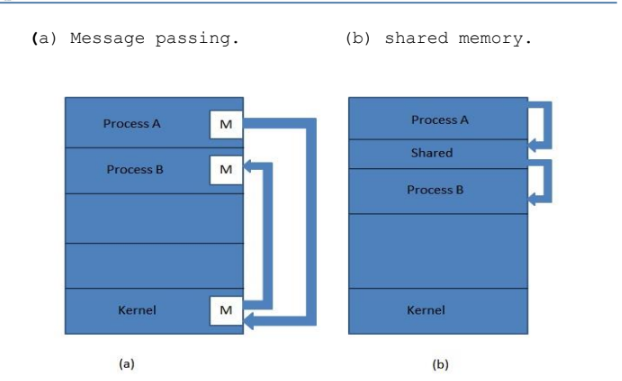 (a) Message passing. (b) shared memory.
Process A M
Process B M
Kernel M
(a)
Process A
Shared
Process B
Kernel
(b)